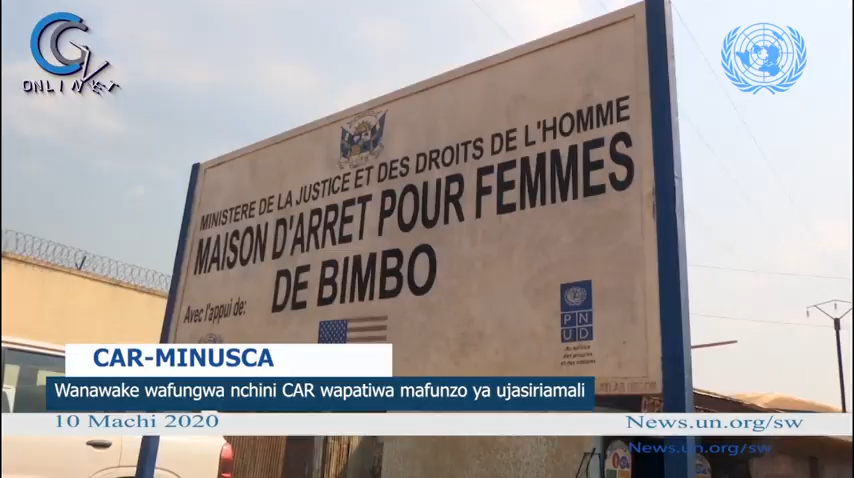 CGV
ONLINET
MINISTERE DE LA JUSTICE ET DES DROITS DE L'HOMME
MAISON D'ARRET POUR FEMMES
DE BIMBO
Avec l'appui de:
PNUD
CAR-MINUSCA
Wanawake wafungwa nchini CAR wapatiwa mafunzo ya ujasiriamali
10 Machi 2020
News.un.org/sw
News.un.org/sw